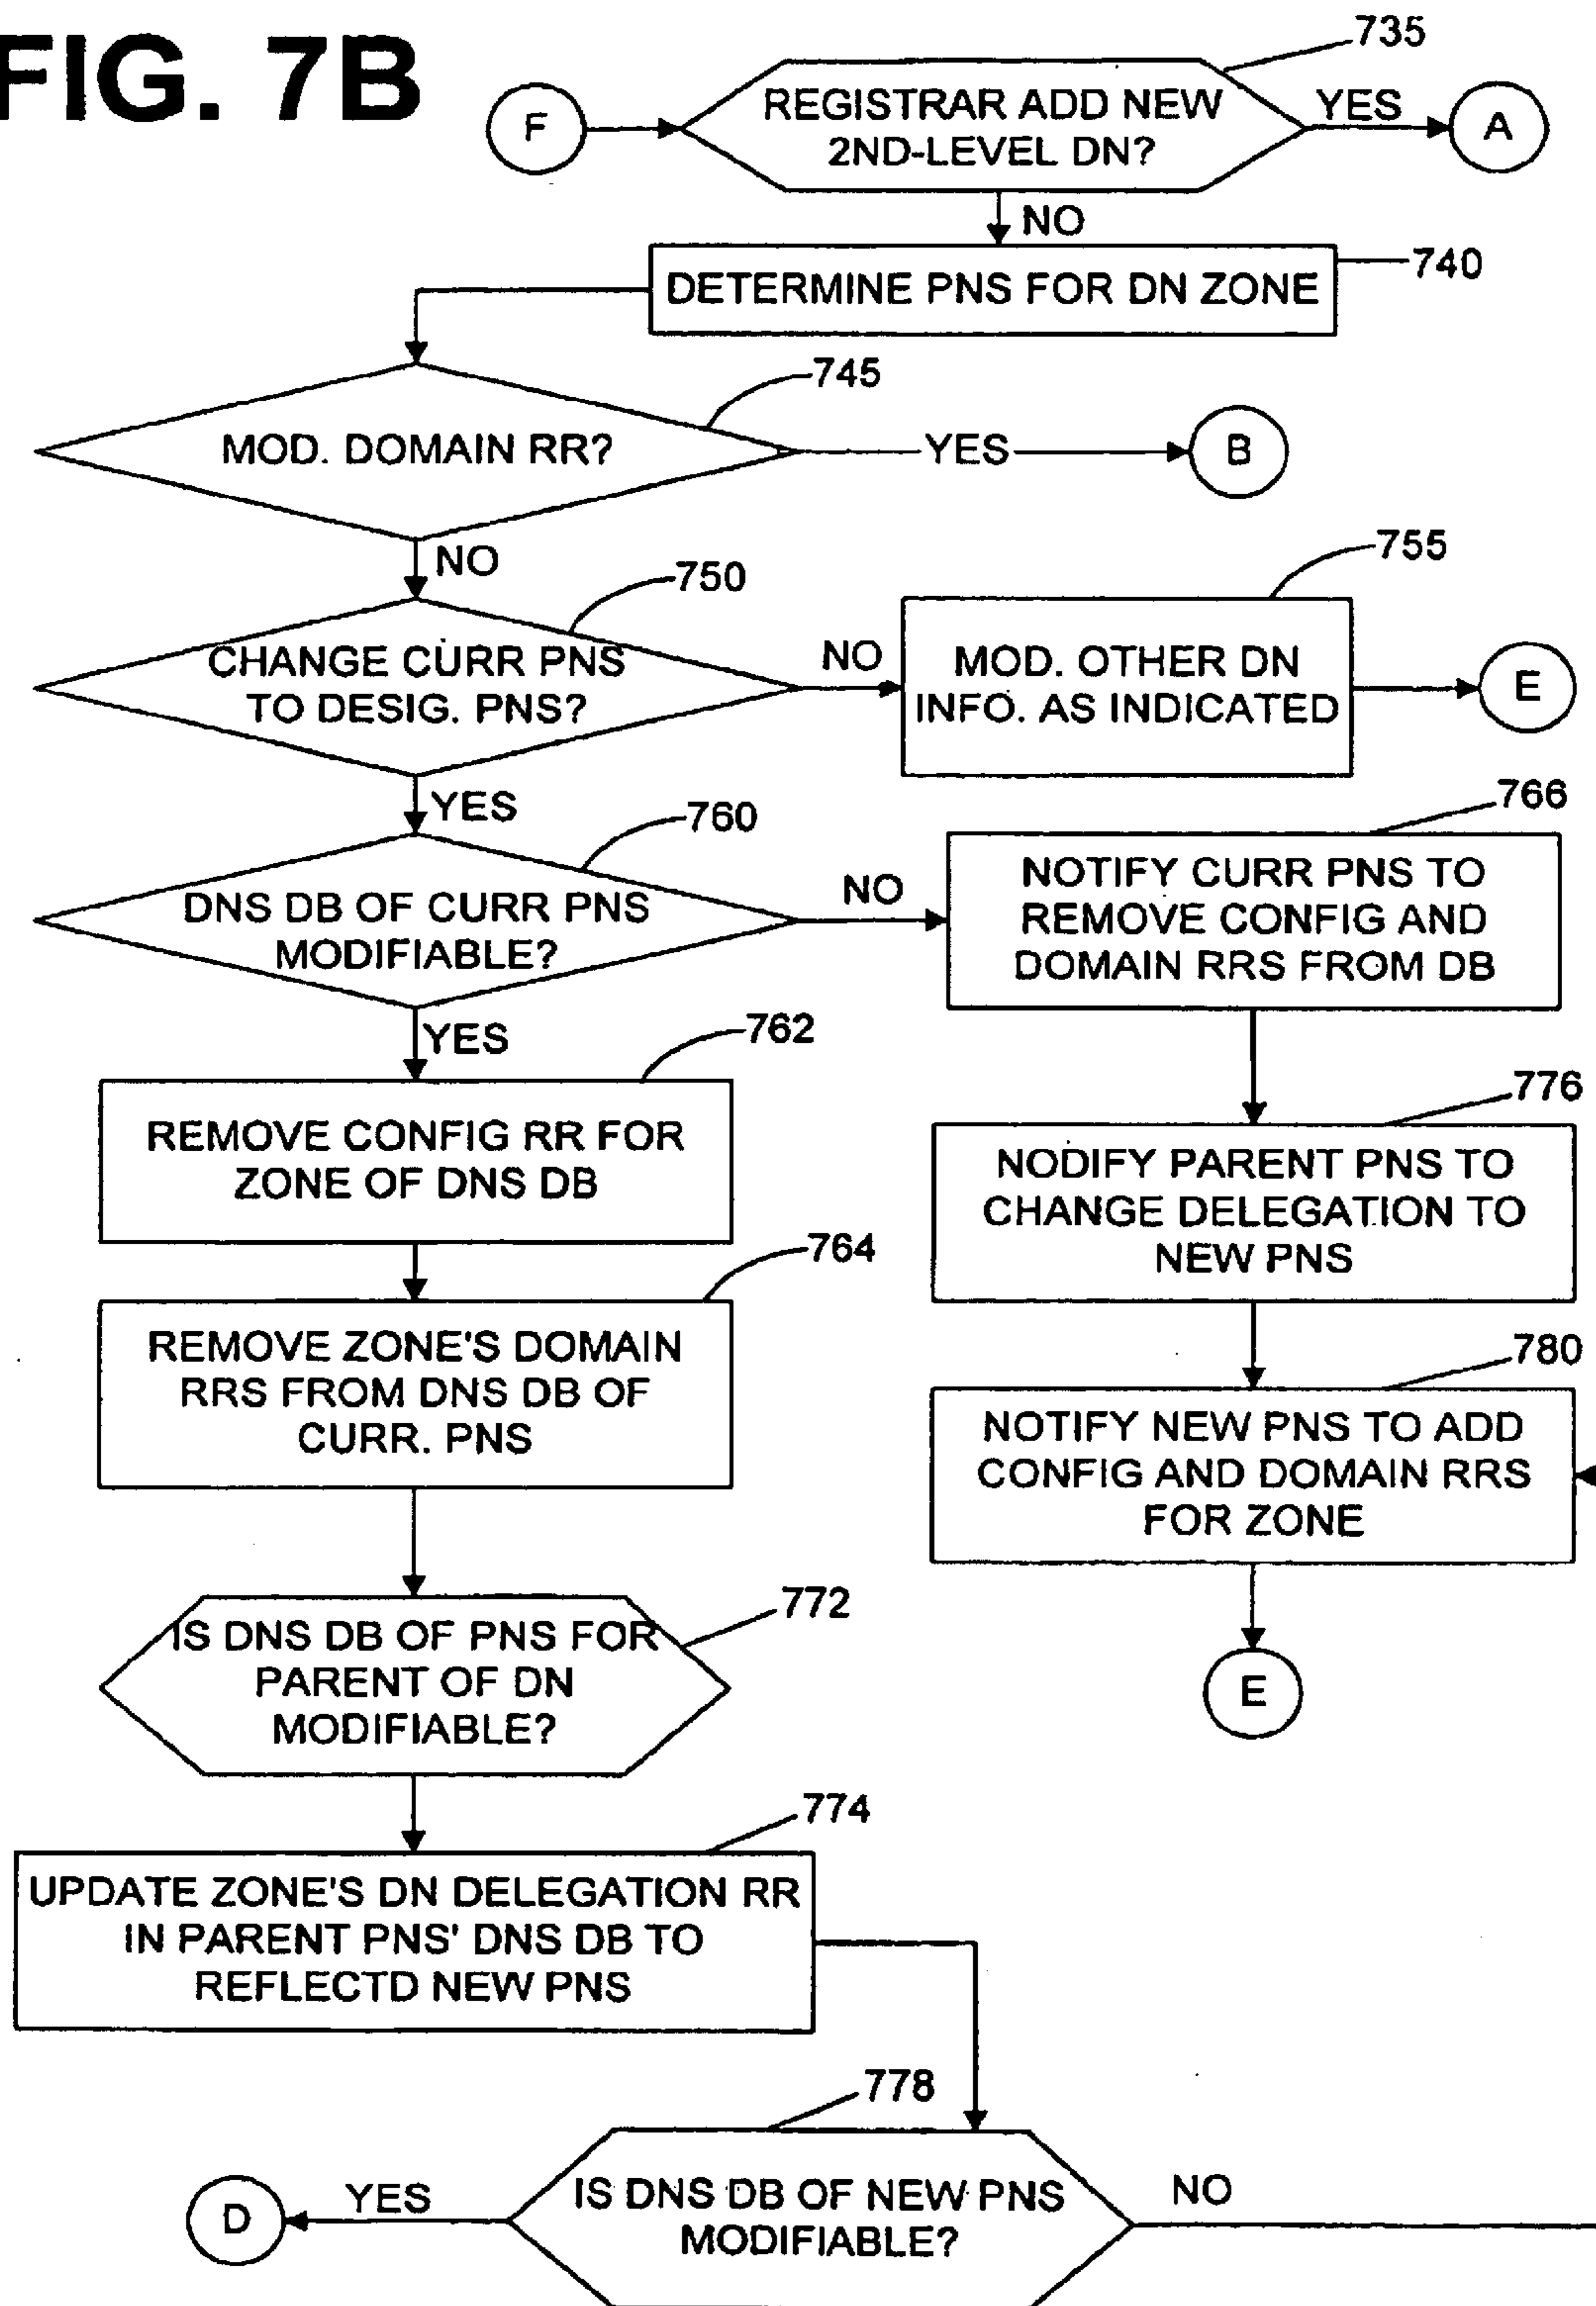 FIG. 7B
735
F
REGISTRAR ADD NEW
2ND-LEVEL DN?
YES
A
NO
740
DETERMINE PNS FOR DN ZONE
745
MOD. DOMAIN RR?
YES
B
NO
750
755
CHANGE CURR PNS
TO DESIG. PNS?
NO
MOD. OTHER DN
INFO. AS INDICATED
E
YES
760
766
DNS DB OF CURR PNS
MODIFIABLE?
NO
NOTIFY CURR PNS TO
REMOVE CONFIG AND
DOMAIN RRS FROM DB
YES
762
REMOVE CONFIG RR FOR
ZONE OF DNS DB
776
NODIFY PARENT PNS TO
CHANGE DELEGATION TO
NEW PNS
764
REMOVE ZONE'S DOMAIN
RRS FROM DNS DB OF
CURR. PNS
780
NOTIFY NEW PNS TO ADD
CONFIG AND DOMAIN RRS
FOR ZONE
772
IS DNS DB OF PNS FOR
PARENT OF DN
MODIFIABLE?
E
774
UPDATE ZONE'S DN DELEGATION RR
IN PARENT PNS' DNS DB TO
REFLECTD NEW PNS
778
D
YES
IS DNS DB OF NEW PNS
MODIFIABLE?
NO